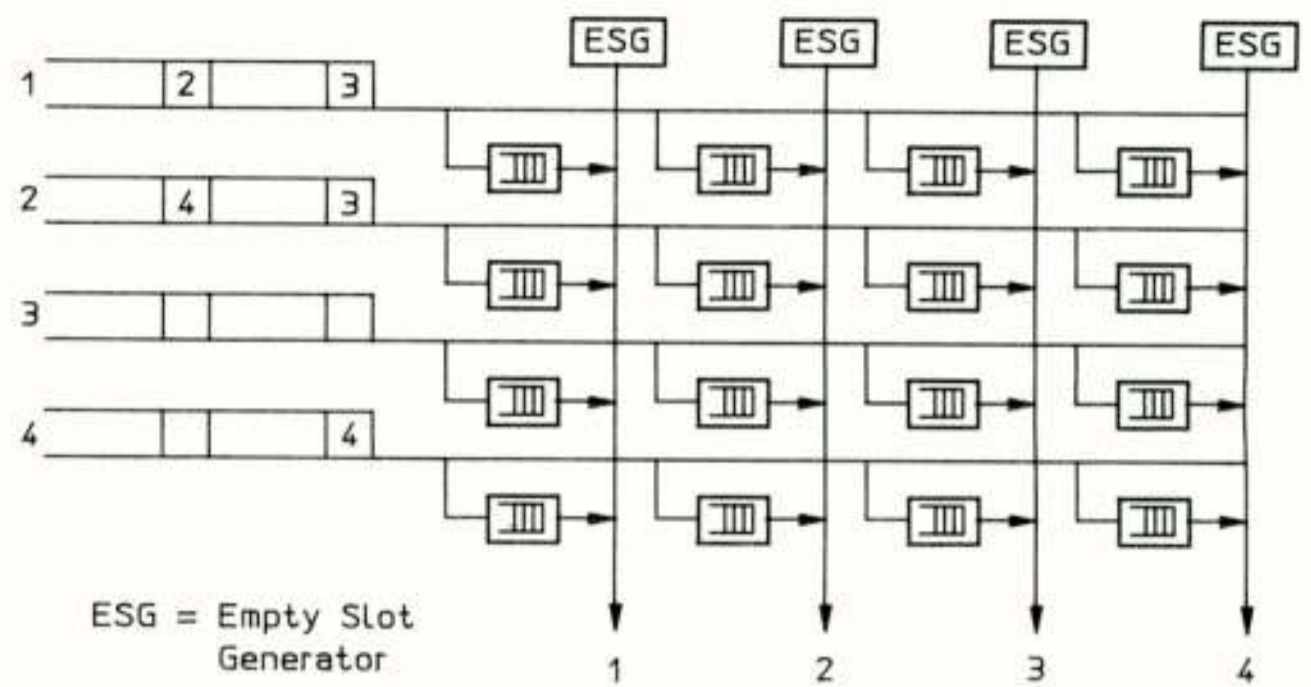 ESG ESG ESG ESG
1 2 3
2 4 3
3
4 4
ESG = Empty Slot
Generator
1 2 3 4